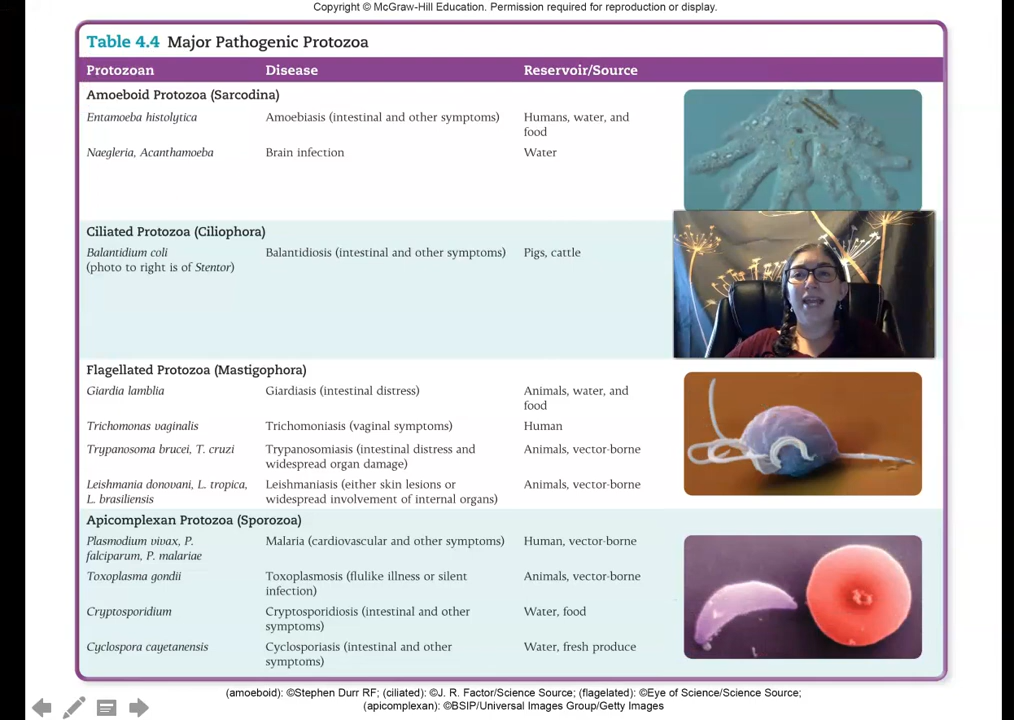 Copyright © McGraw-Hill Education. Permission required for reproduction or display.
Table 4.4 Major Pathogenic Protozoa
Protozoan Disease Reservoir/Source
Amoeboid Protozoa (Sarcodina)
Entamoeba histolytica Amoebiasis (intestinal and other symptoms) Humans, water, and
food
Naegleria, Acanthamoeba Brain infection Water
Ciliated Protozoa (Ciliophora)
Balantidium coli Balantidiosis (intestinal and other symptoms) Pigs, cattle
(photo to right is of Stentor)
Flagellated Protozoa (Mastigophora)
Giardia lamblia Giardiasis (intestinal distress) Animals, water, and
food
Trichomonas vaginalis Trichomoniasis (vaginal symptoms) Human
Trypanosoma brucei, T. cruzi Trypanosomiasis (intestinal distress and Animals, vector-borne
widespread organ damage)
Leishmania donovani, L. tropica, Leishmaniasis (either skin lesions or Animals, vector-borne
L. brasiliensis widespread involvement of internal organs)
Apicomplexan Protozoa (Sporozoa)
Plasmodium vivax, P. Malaria (cardiovascular and other symptoms) Human, vector-borne
falciparum, P. malariae
Toxoplasma gondii Toxoplasmosis (flulike illness or silent Animals, vector-borne
infection)
Cryptosporidium Cryptosporidiosis (intestinal and other Water, food
symptoms)
Cyclospora cayetanensis Cyclosporiasis (intestinal and other Water, fresh produce
symptoms)
(amoeboid): ©Stephen Durr RF; (ciliated): ©J. R. Factor/Science Source; (flagelated): ©Eye of Science/Science Source;
(apicomplexan): ©BSIP/Universal Images Group/Getty Images